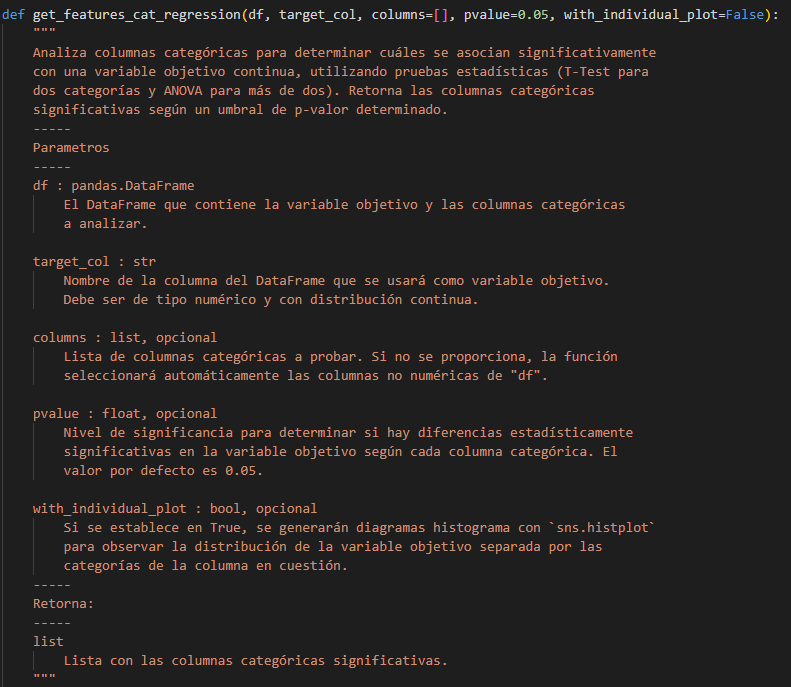 def get_features_cat_regression(df, target_col, columns=[], pvalue=0.05, with_individual_plot=False):
"""
Analiza columnas categóricas para determinar cuáles se asocian significativamente
con una variable objetivo continua, utilizando pruebas estadísticas (T-Test para
dos categorías y ANOVA para más de dos). Retorna las columnas categóricas
significativas según un umbral de p-valor determinado.
-----
Parametros
-----
df : pandas.DataFrame
El DataFrame que contiene la variable objetivo y las columnas categóricas
a analizar.
target_col : str
Nombre de la columna del DataFrame que se usará como variable objetivo.
Debe ser de tipo numérico y con distribución continua.
columns : list, opcional
Lista de columnas categóricas a probar. Si no se proporciona, la función
seleccionará automáticamente las columnas no numéricas de "df".
pvalue : float, opcional
Nivel de significancia para determinar si hay diferencias estadísticamente
significativas en la variable objetivo según cada columna categórica. El
valor por defecto es 0.05.
with_individual_plot : bool, opcional
Si se establece en True, se generarán diagramas histograma con `sns.histplot`
para observar la distribución de la variable objetivo separada por las
categorías de la columna en cuestión.
-----
Retorna:
-----
list
Lista con las columnas categóricas significativas.
"""